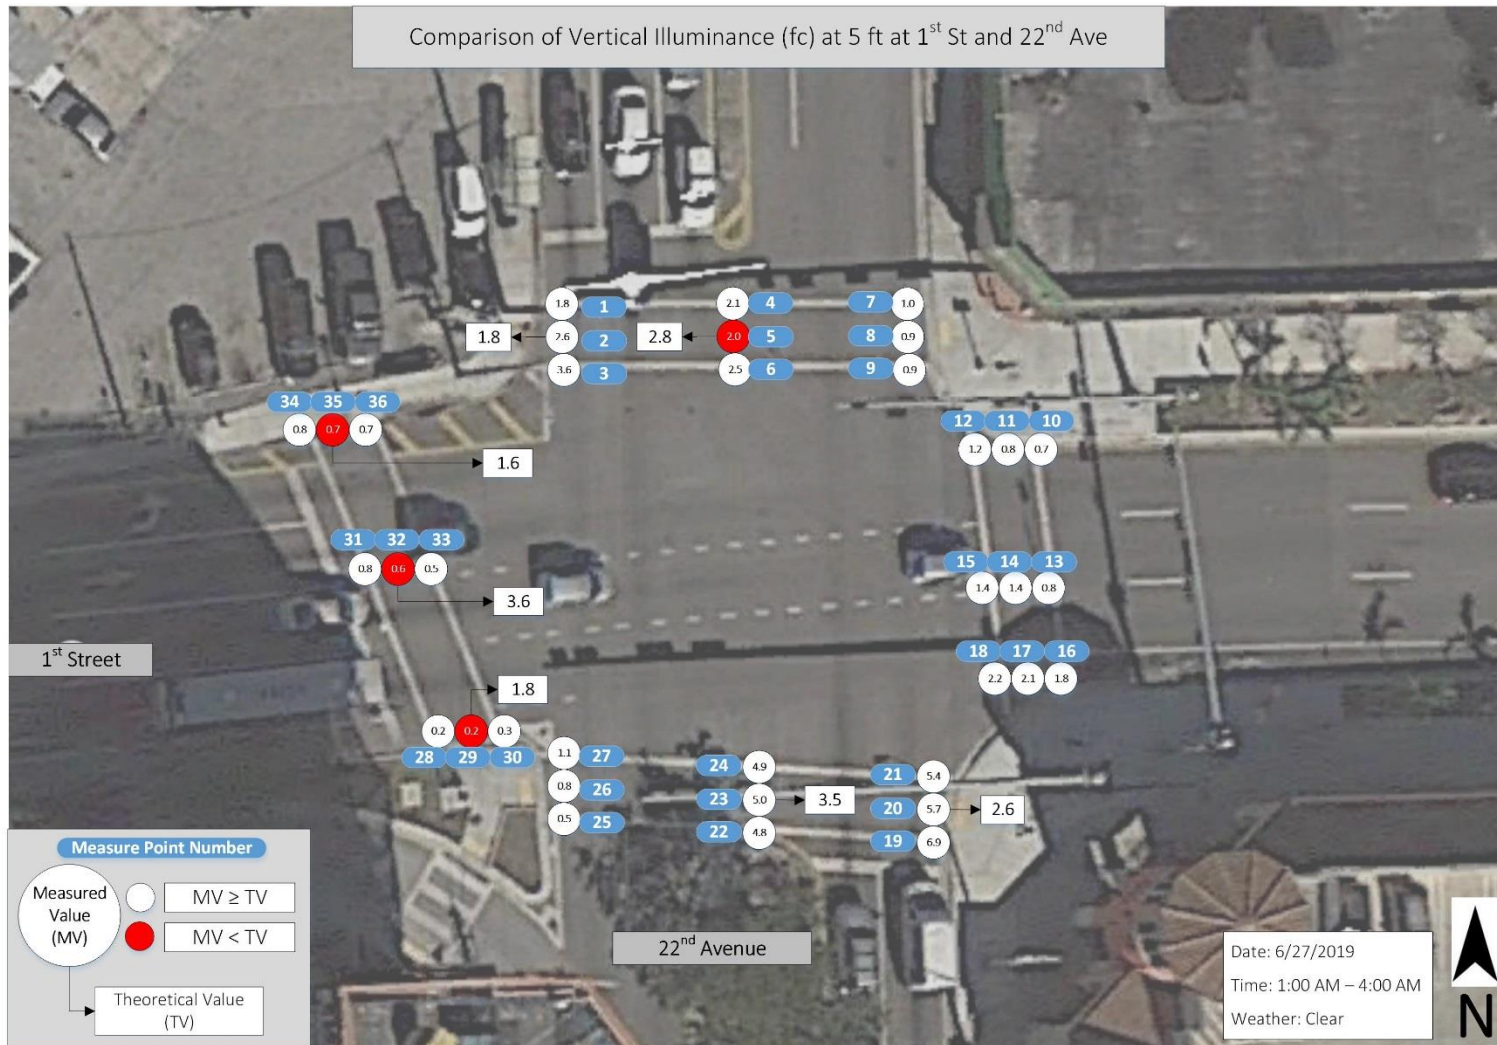 Comparison of Vertical Illuminance (fc) at 5 ft at 1st St and 22nd Ave
1.8 1 2.1 4 7 1.0
1.8 2.6 2 2.8 2.0 5 8 0.9
3.6 3 2.5 6 9 0.9
34 35 36
0.8 0.7 0.7
1.6
12 11 10
1.2 0.8 0.7
31 32 33
0.8 0.6 0.5
3.6
15 14 13
1.4 1.4 0.8
1st Street
18 17 16
2.2 2.1 1.8
1.8
0.2 0.2 0.3
28 29 30
1.1 27 24 4.9 21 5.4
0.8 26 23 5.0 3.5 20 5.7 2.6
0.5 25 22 4.8 19 6.9
Measure Point Number
Measured
Value
(MV)
MV ≥ TV
MV < TV
Theoretical Value
(TV)
22nd Avenue
Date: 6/27/2019
Time: 1:00 AM – 4:00 AM
Weather: Clear
N